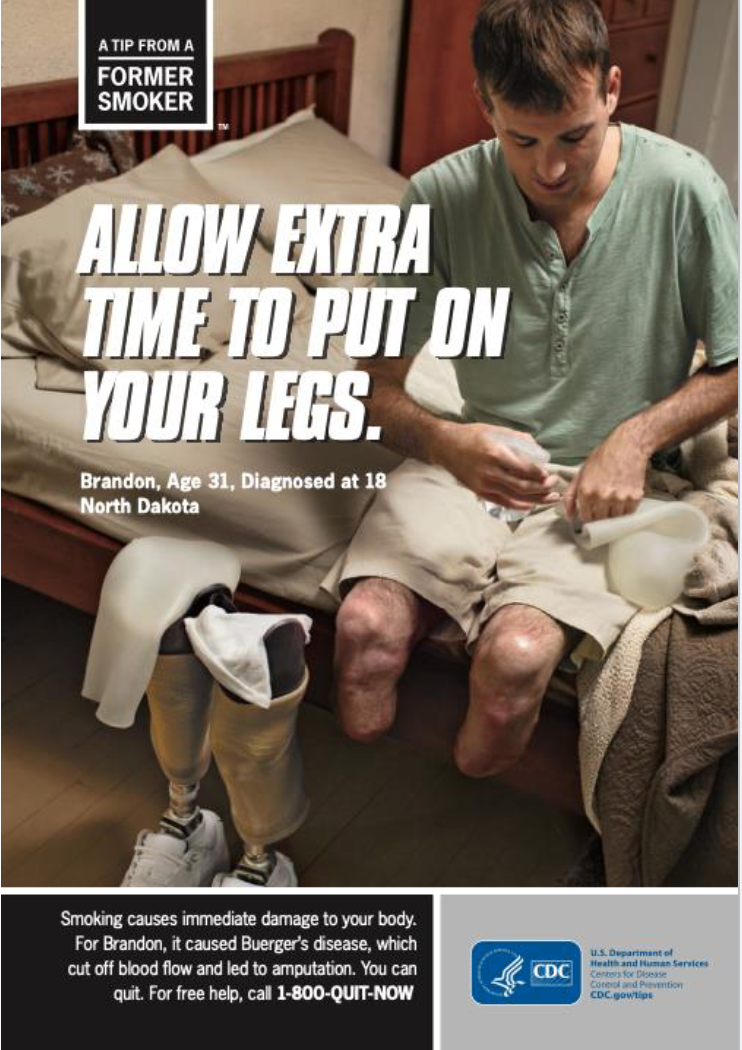 A TIP FROM A
FORMER
SMOKER
™
ALLOW EXTRA
TIME TO PUT ON
YOUR LEGS.
Brandon, Age 31, Diagnosed at 18
North Dakota
Smoking causes immediate damage to your body.
For Brandon, it caused Buerger's disease, which
cut off blood flow and led to amputation. You can
quit. For free help, call 1-800-QUIT-NOW
CDC
U.S. Department of
Health and Human Services
Centers for Disease
Control and Prevention
CDC.gov/tips